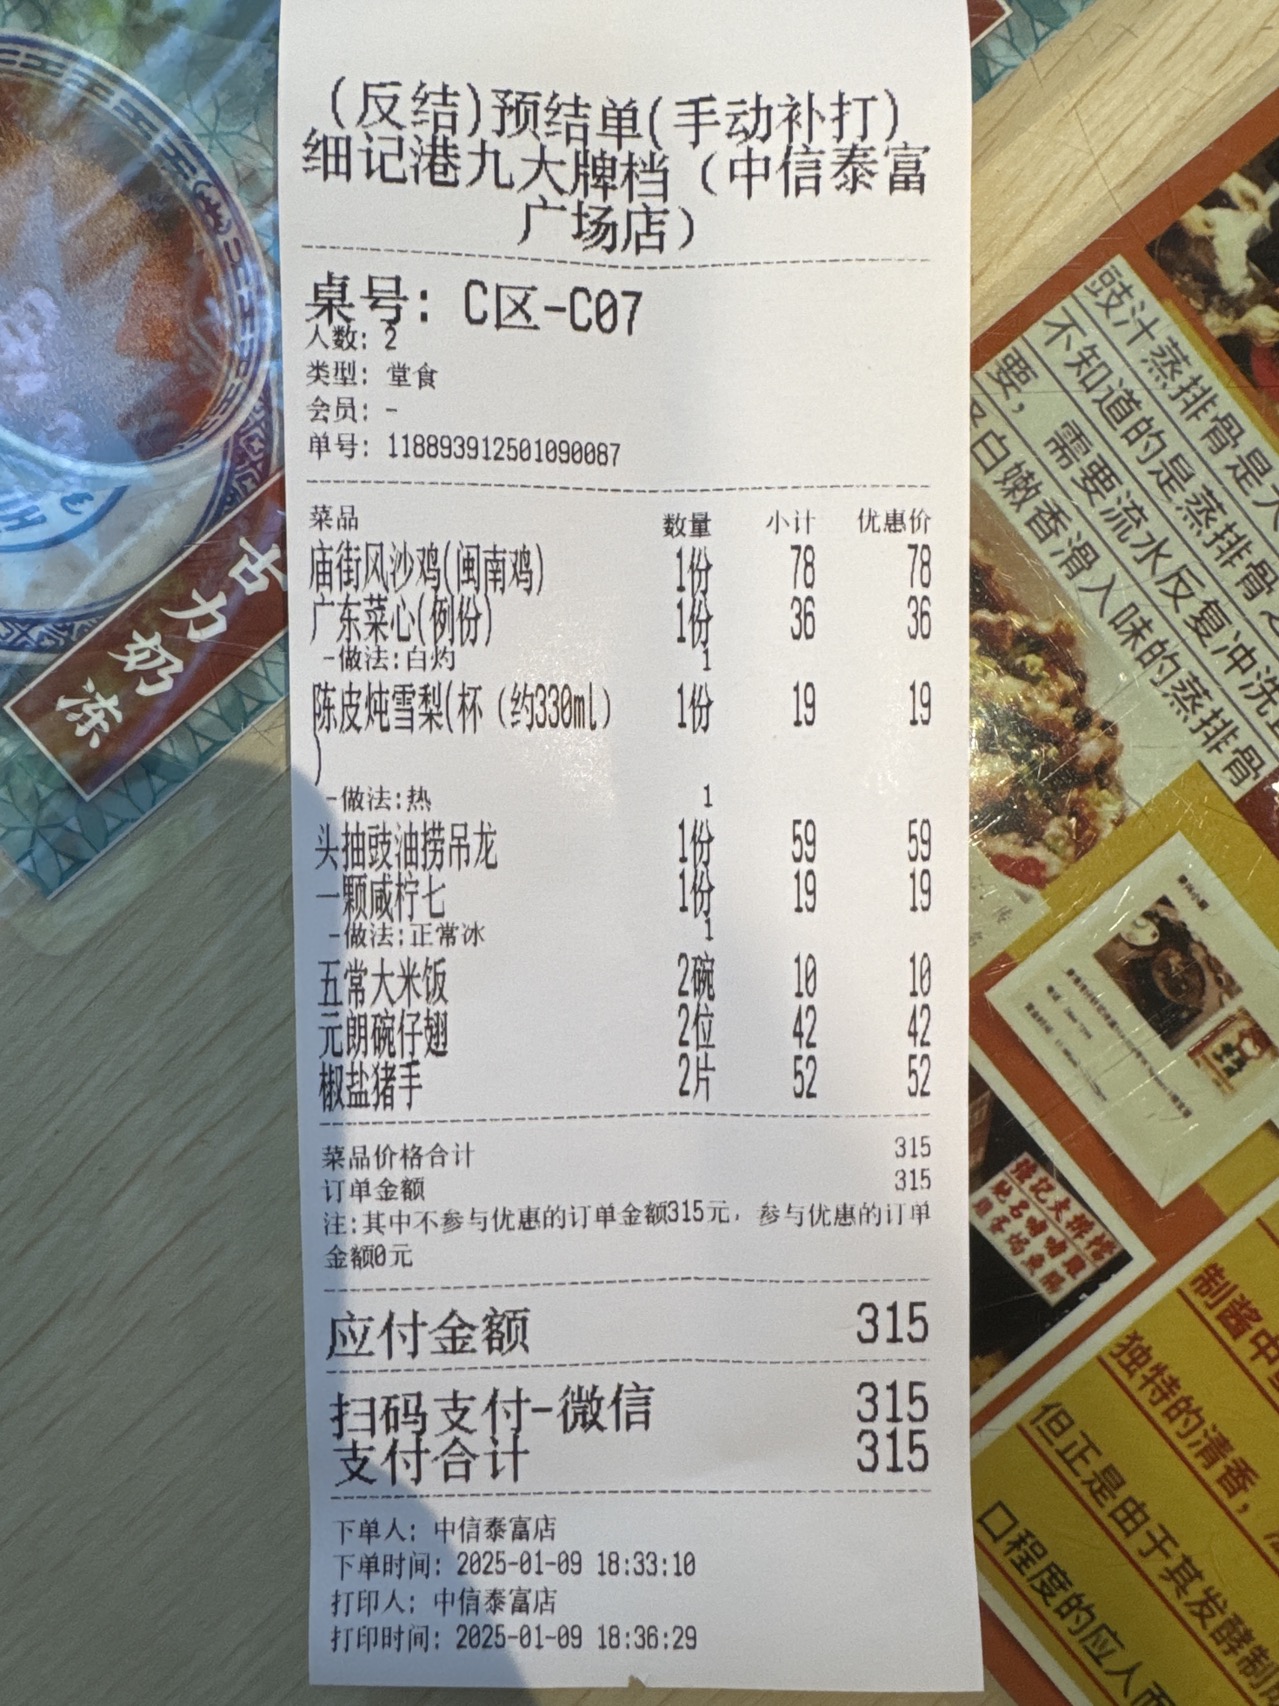 (反结)预结单(手动补打)
细记港九大牌档（中信泰富
广场店）
桌号：C区-C07
人数：2
类型：堂食
会员：-
单号：118893912501090087
菜品 数量 小计 优惠价
庙街风沙鸡(闽南鸡) 1份 78 78
广东菜心(例份) 1份 36 36
-做法:白灼 1
陈皮炖雪梨(杯（约330ml） 1份 19 19
)
-做法:热 1
头抽豉油捞吊龙 1份 59 59
一颗咸柠七 1份 19 19
-做法:正常冰 1
五常大米饭 2碗 10 10
元朗碗仔翅 2位 42 42
椒盐猪手 2片 52 52
菜品价格合计 315
订单金额 315
注:其中不参与优惠的订单金额315元，参与优惠的订单
金额0元
应付金额 315
扫码支付-微信 315
支付合计 315
下单人：中信泰富店
下单时间：2025-01-09 18:33:10
打印人：中信泰富店
打印时间：2025-01-09 18:36:29
古力奶冻
豉汁蒸排骨是
不知道的是蒸排骨
要，需要流水反复冲洗
白嫩香滑入味的蒸排骨
制酱中
独特的清香，
但正是由于其发酵制
口程度的应人而